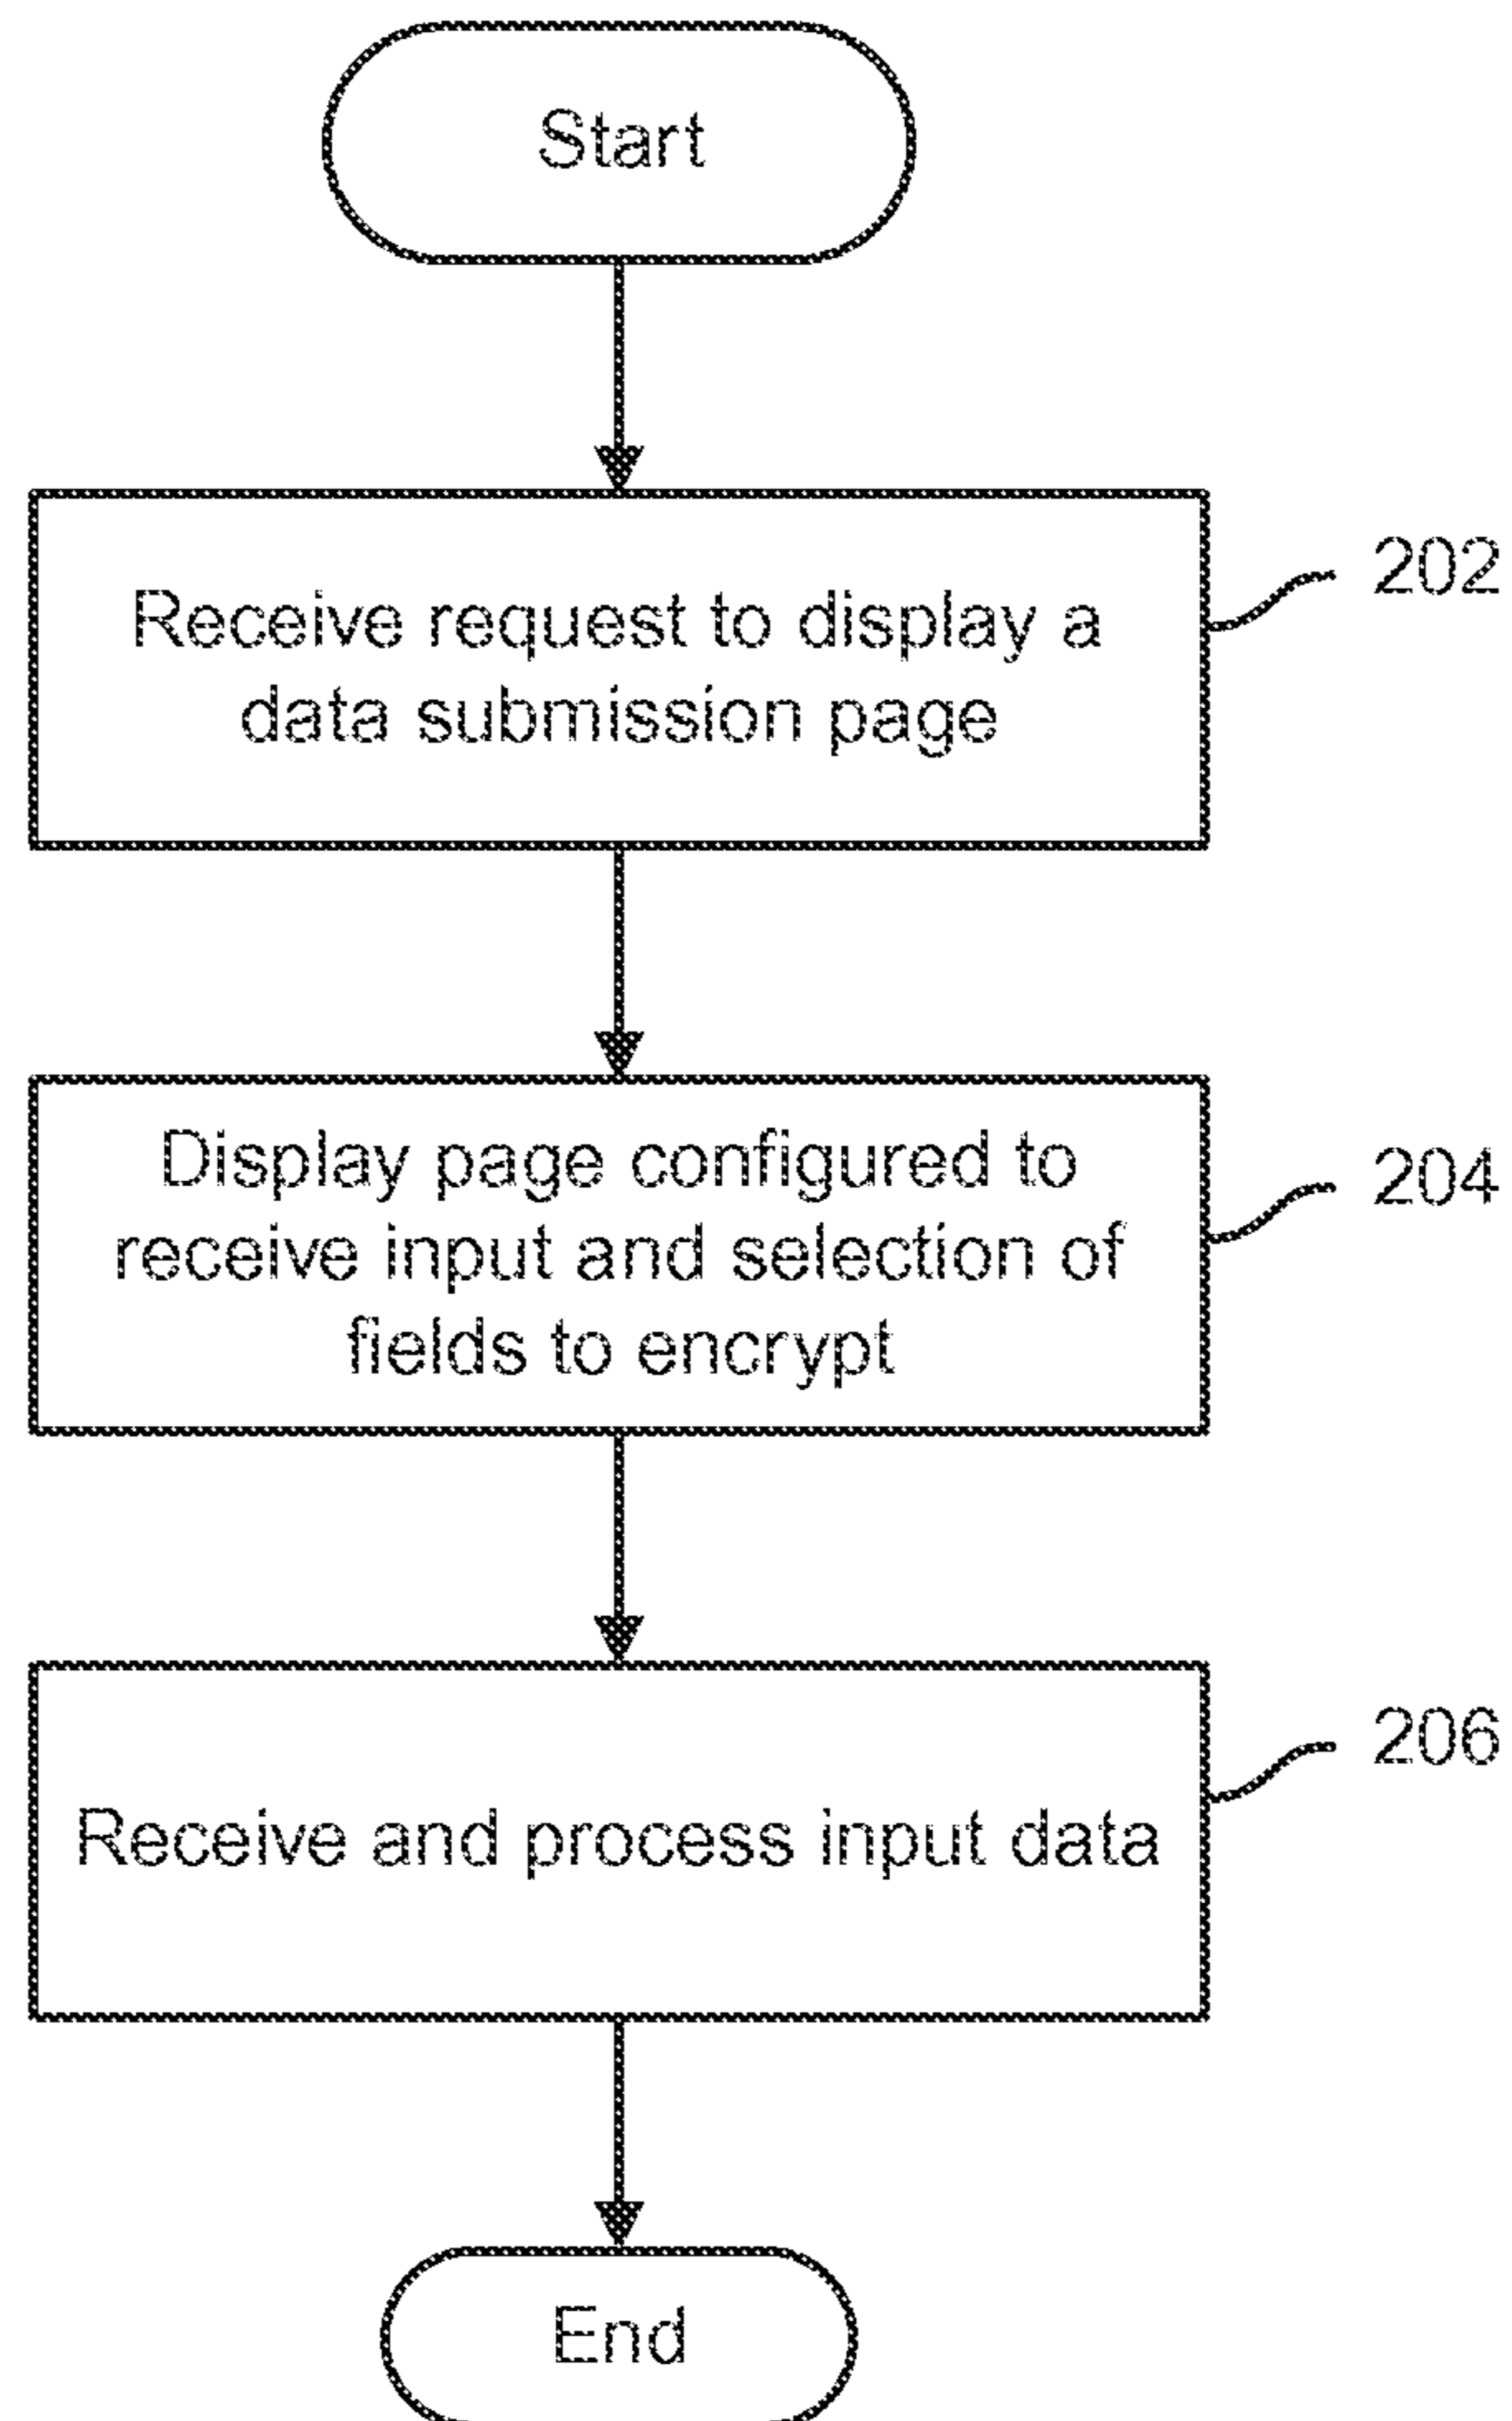 Start
202
Receive request to display a
data submission page
204
Display page configured to
receive input and selection of
fields to encrypt
206
Receive and process input data
End